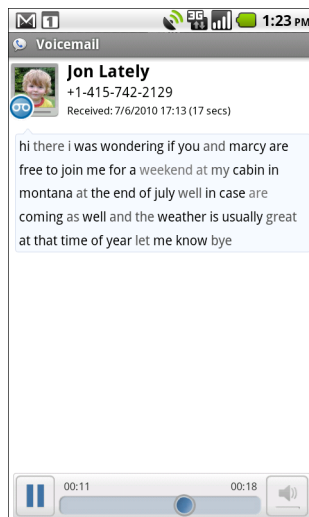 1 3G 1:23 PM
Voicemail
Jon Lately
+1-415-742-2129
Received: 7/6/2010 17:13 (17 secs)
hi there i was wondering if you and marcy are
free to join me for a weekend at my cabin in
montana at the end of july well in case are
coming as well and the weather is usually great
at that time of year let me know bye
00:11 00:18